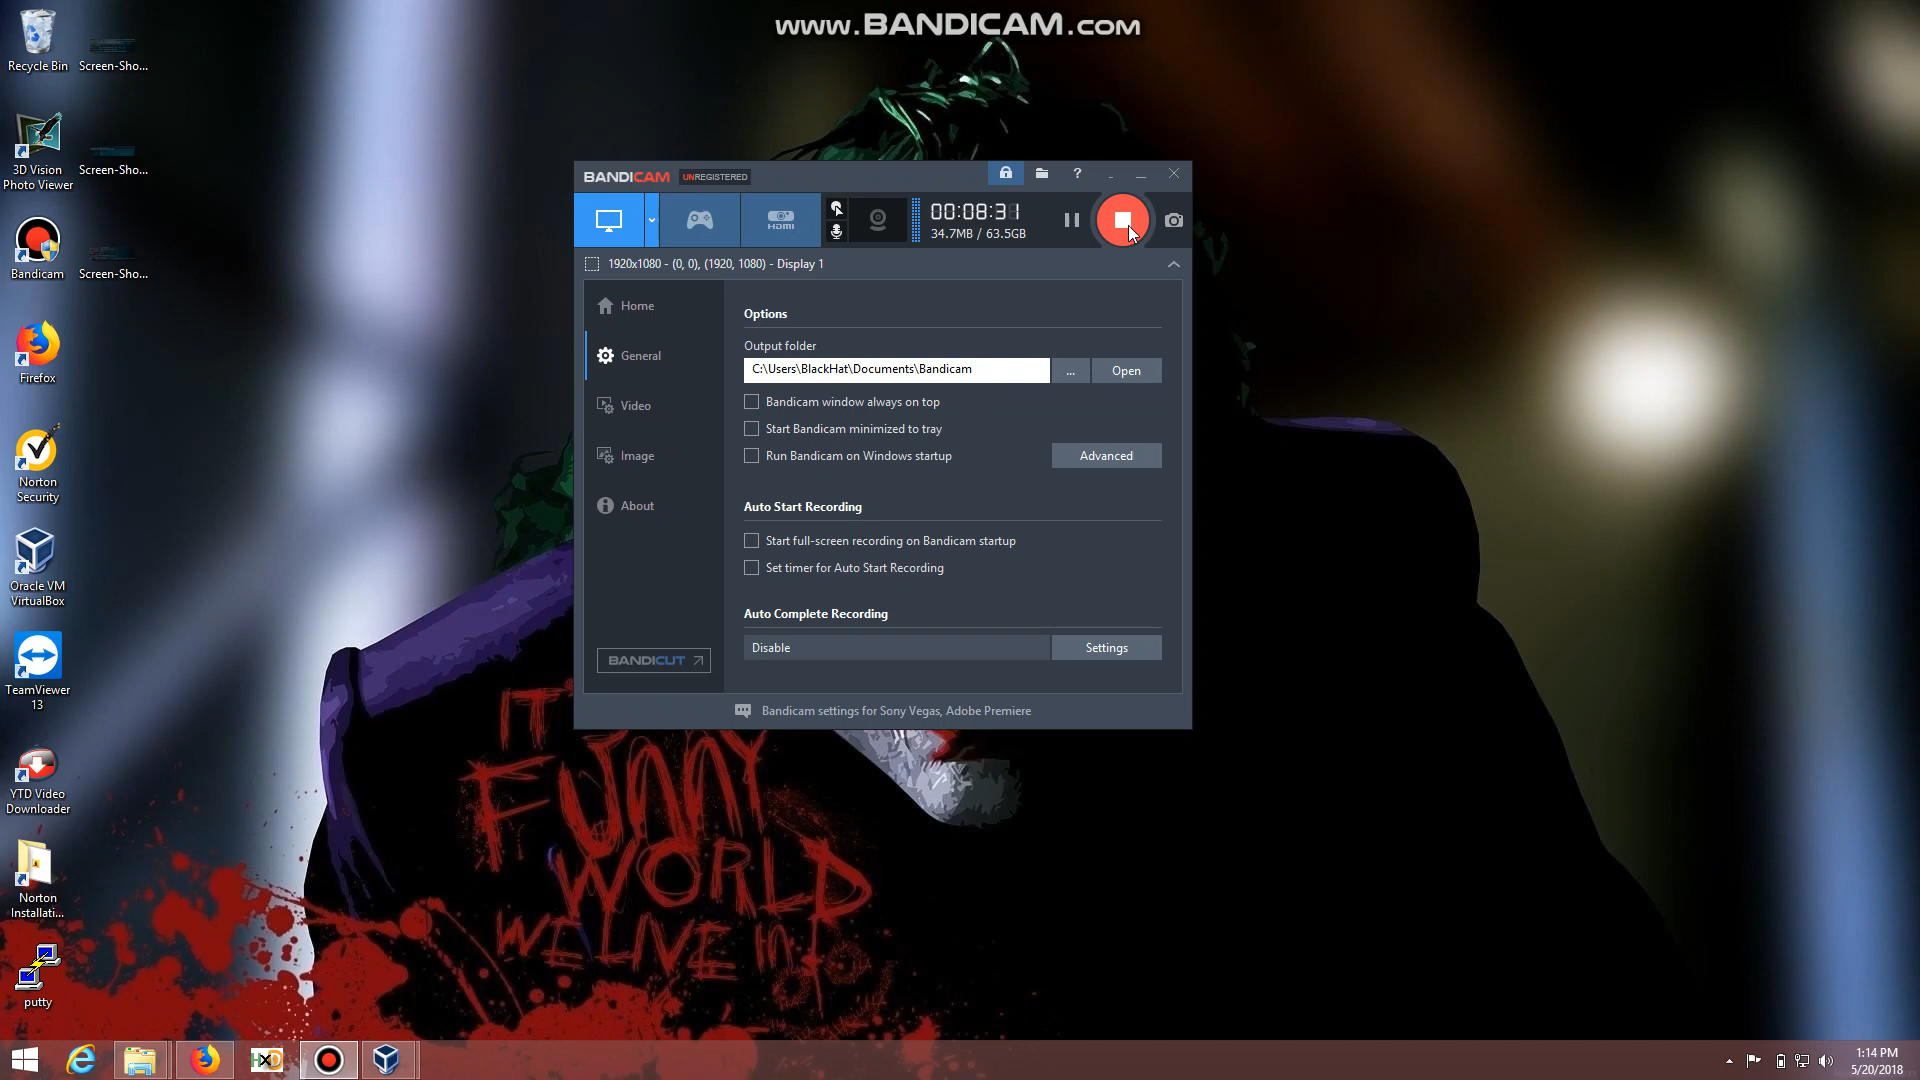 www.BANDICAM.com
Recycle Bin
Screen-Sho...
3D Vision
Photo Viewer
Screen-Sho...
Bandicam
Screen-Sho...
Firefox
Norton
Security
Oracle VM
VirtualBox
TeamViewer
13
YTD Video
Downloader
Norton
Installati...
putty
BANDICAM UNREGISTERED
?
HDMI
00:08:31
34.7MB / 63.5GB
1920x1080 - (0, 0), (1920, 1080) - Display 1
Home
General
Video
Image
About
BANDICUT
Options
Output folder
C:\Users\BlackHat\Documents\Bandicam
...
Open
Bandicam window always on top
Start Bandicam minimized to tray
Run Bandicam on Windows startup
Advanced
Auto Start Recording
Start full-screen recording on Bandicam startup
Set timer for Auto Start Recording
Auto Complete Recording
Disable
Settings
Bandicam settings for Sony Vegas, Adobe Premiere
IT
FUNNY
WORLD
WE LIVE IN
HxD
1:14 PM
5/20/2018